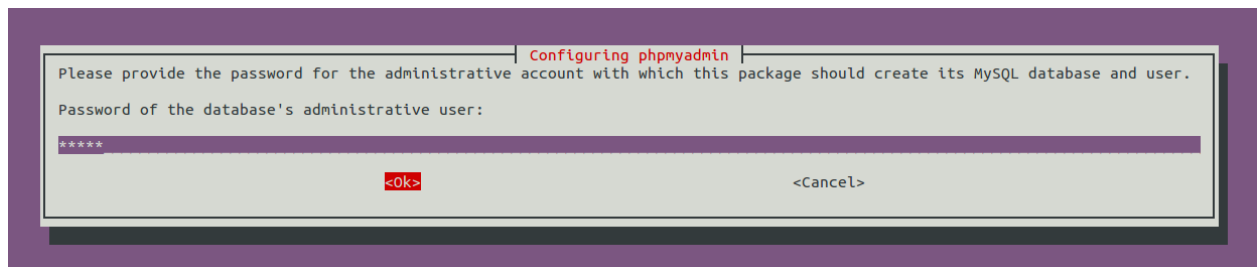 Configuring phpmyadmin
Please provide the password for the administrative account with which this package should create its MySQL database and user.
Password of the database's administrative user:
*****
<Ok> <Cancel>